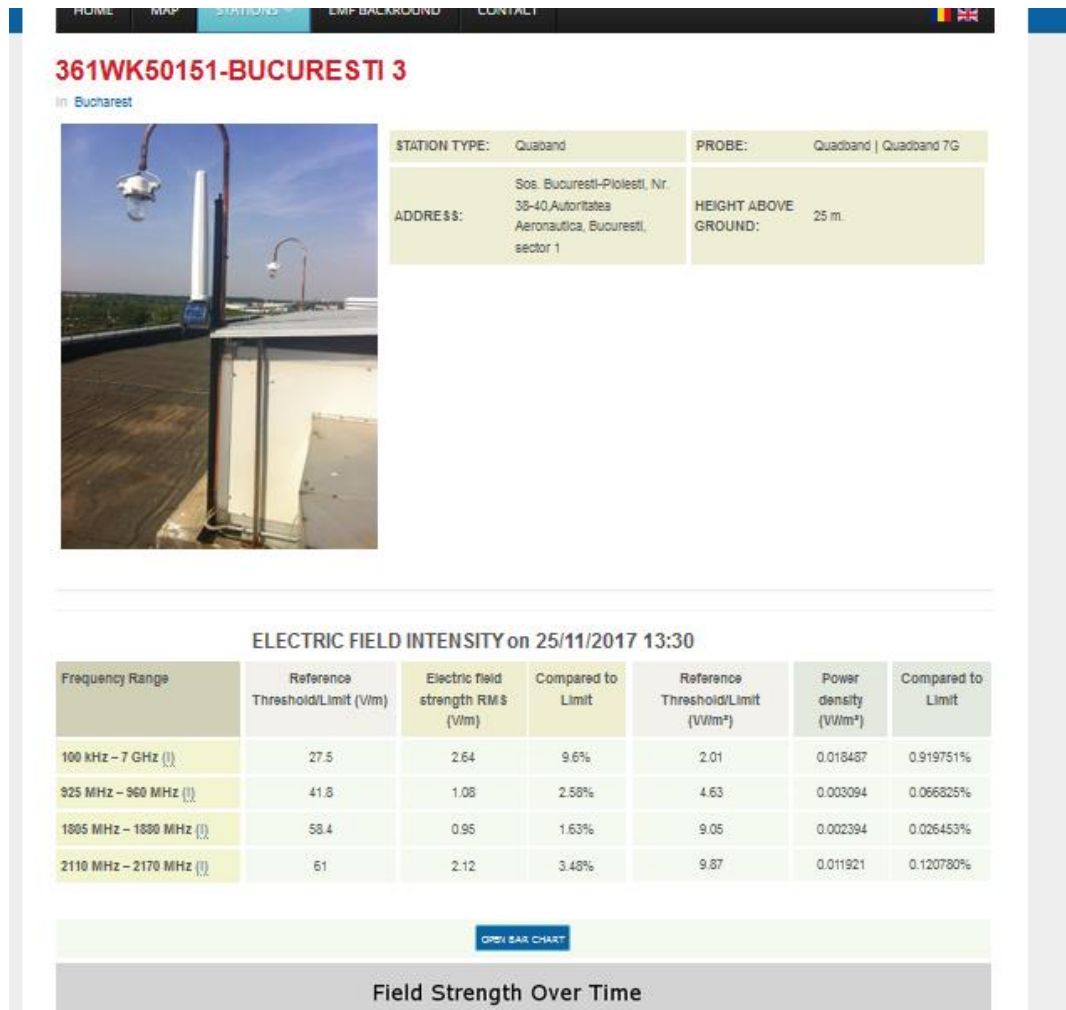 HOME MAP STATIONS EMF BACKROUND CONTACT
361WK50151-BUCURESTI 3
in Bucharest
STATION TYPE: Quaband PROBE: Quadband | Quadband 7G
ADDRESS: Sos. Bucuresti-Ploiesti, Nr.
38-40,Autoritatea
Aeronautica, Bucuresti,
sector 1
HEIGHT ABOVE
GROUND: 25 m.
ELECTRIC FIELD INTENSITY on 25/11/2017 13:30
Frequency Range Reference Electric field Compared to Reference Power Compared to
Threshold/Limit (V/m) strength RMS Limit Threshold/Limit density Limit
(V/m) (W/m²) (W/m²)
100 kHz – 7 GHz (i) 27.5 2.64 9.6% 2.01 0.018487 0.919751%
925 MHz – 960 MHz (i) 41.8 1.08 2.58% 4.63 0.003094 0.066825%
1805 MHz – 1880 MHz (i) 58.4 0.95 1.63% 9.05 0.002394 0.026453%
2110 MHz – 2170 MHz (i) 61 2.12 3.48% 9.87 0.011921 0.120780%
OPEN BAR CHART
Field Strength Over Time